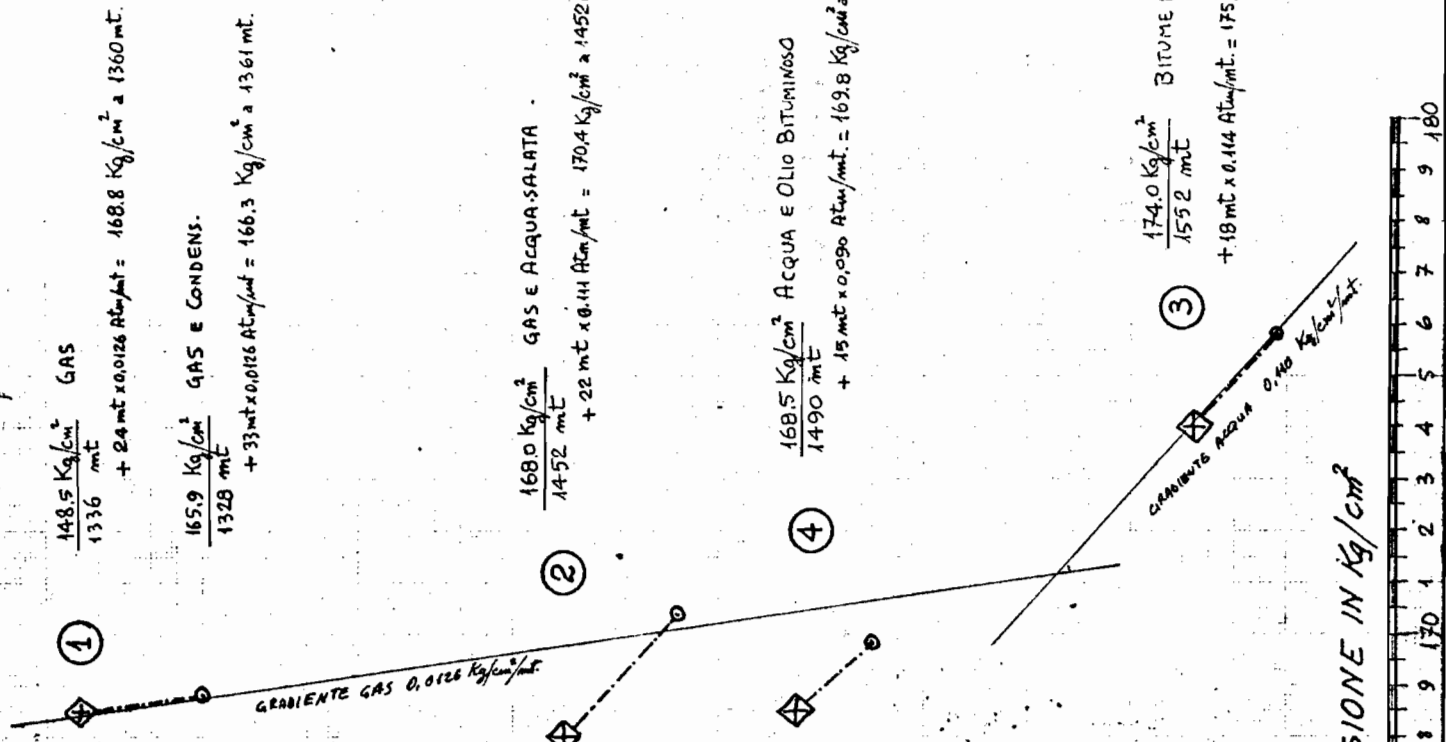 1
148.5 Kg/cm² GAS
1336 mt
+ 24 mt x 0,0126 Atm/mt = 168.8 Kg/cm² a 1360 mt.
165.9 Kg/cm² GAS E CONDENS.
1328 mt
+ 33 mt x 0,0126 Atm/mt = 166,3 Kg/cm² a 1361 mt.
GRADIENTE GAS 0,0126 Kg/cm²/mt.
2
168.0 Kg/cm² GAS E ACQUA SALATA.
1452 mt
+ 22 mt x 0.111 Atm/mt = 170,4 Kg/cm² a 1452
4
168.5 Kg/cm² ACQUA E OLIO BITUMINOSO
1490 mt
+ 15 mt x 0,090 Atm/mt. = 169.8 Kg/cm² a
3
174.0 Kg/cm² BITUME
1552 mt
+ 18 mt x 0.114 Atm/mt. = 175
GRADIENTE ACQUA 0,110 Kg/cm²/mt.
SIONE IN Kg/cm²
8 9 170 1 2 3 4 5 6 7 8 9 180